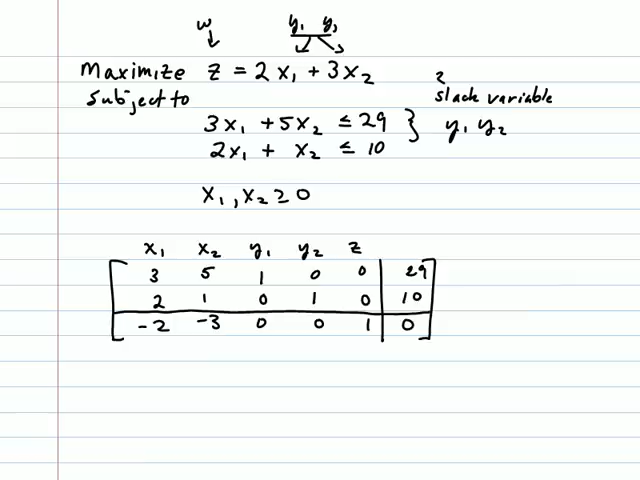 w y₁ y₂
Maximize z = 2x₁ + 3x₂
2
Subject to slack variable
3x₁ + 5x₂ ≤ 29 } y₁ y₂
2x₁ + x₂ ≤ 10
x₁, x₂ ≥ 0
x₁ x₂ y₁ y₂ z
3 5 1 0 0 29
2 1 0 1 0 10
-2 -3 0 0 1 0